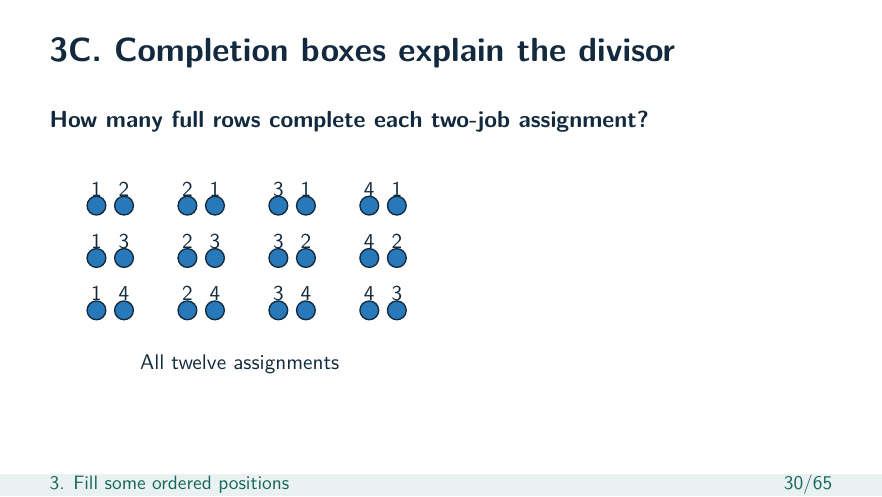 3C. Completion boxes explain the divisor
How many full rows complete each two-job assignment?
1 2 2 1 3 1 4 1
1 3 2 3 3 2 4 2
1 4 2 4 3 4 4 3
All twelve assignments
3. Fill some ordered positions 30/65